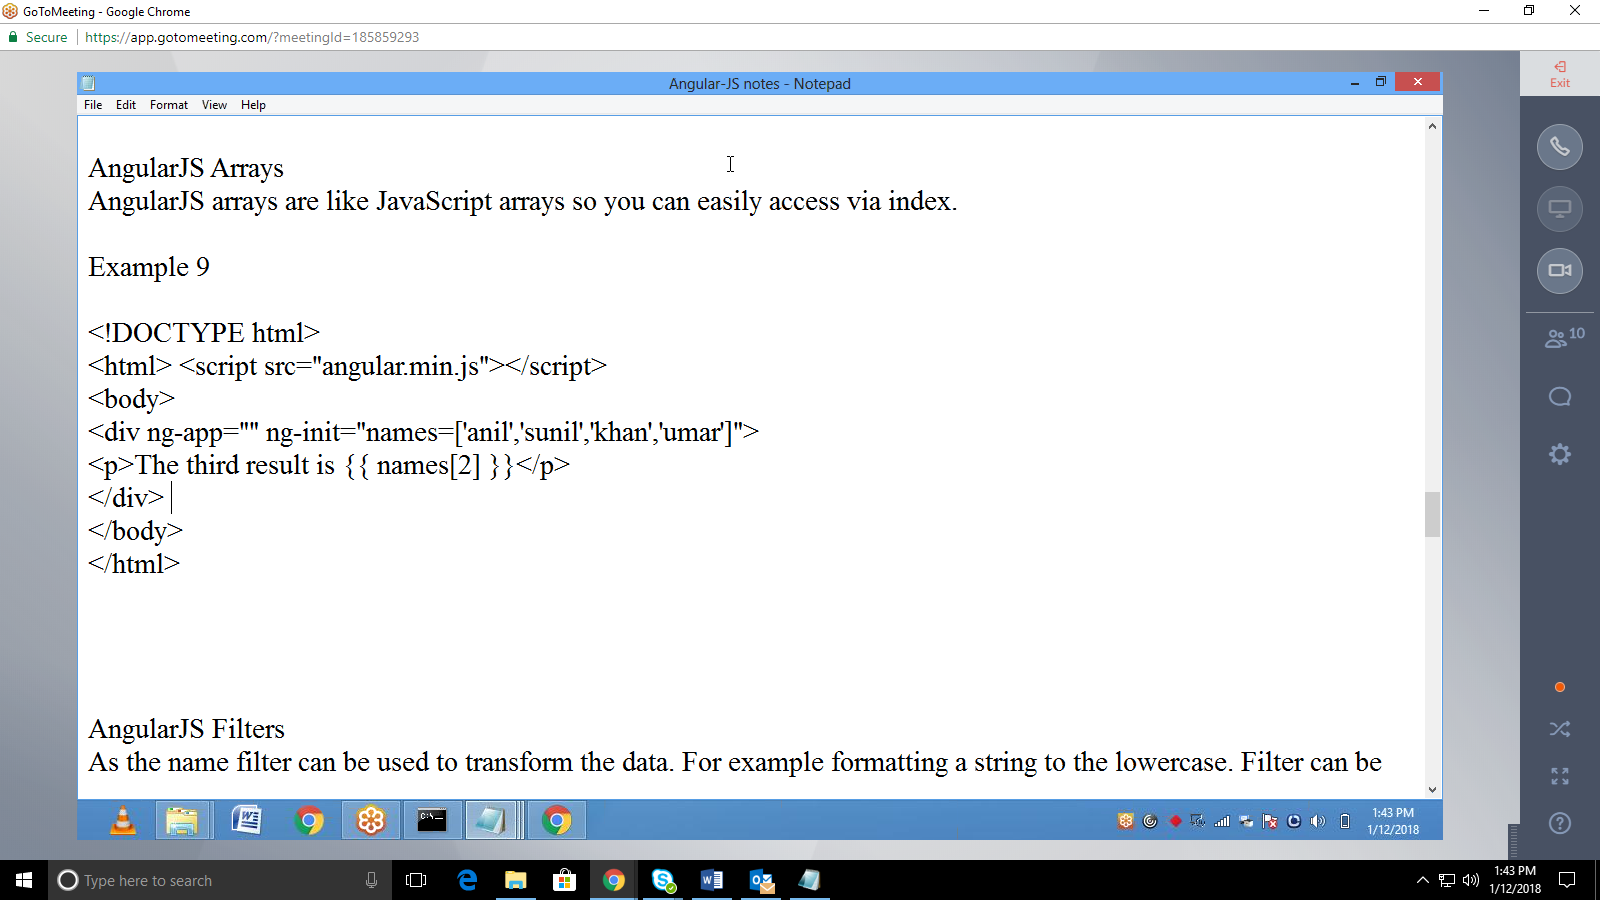 GoToMeeting - Google Chrome
Secure
https://app.gotomeeting.com/?meetingId=185859293
Exit
Angular-JS notes - Notepad
File Edit Format View Help
AngularJS Arrays
AngularJS arrays are like JavaScript arrays so you can easily access via index.
Example 9
<!DOCTYPE html>
<html> <script src="angular.min.js"></script>
<body>
<div ng-app="" ng-init="names=['anil','sunil','khan','umar']">
<p>The third result is {{ names[2] }}</p>
</div>
</body>
</html>
AngularJS Filters
As the name filter can be used to transform the data. For example formatting a string to the lowercase. Filter can be
10
1:43 PM
1/12/2018
Type here to search
1:43 PM
1/12/2018